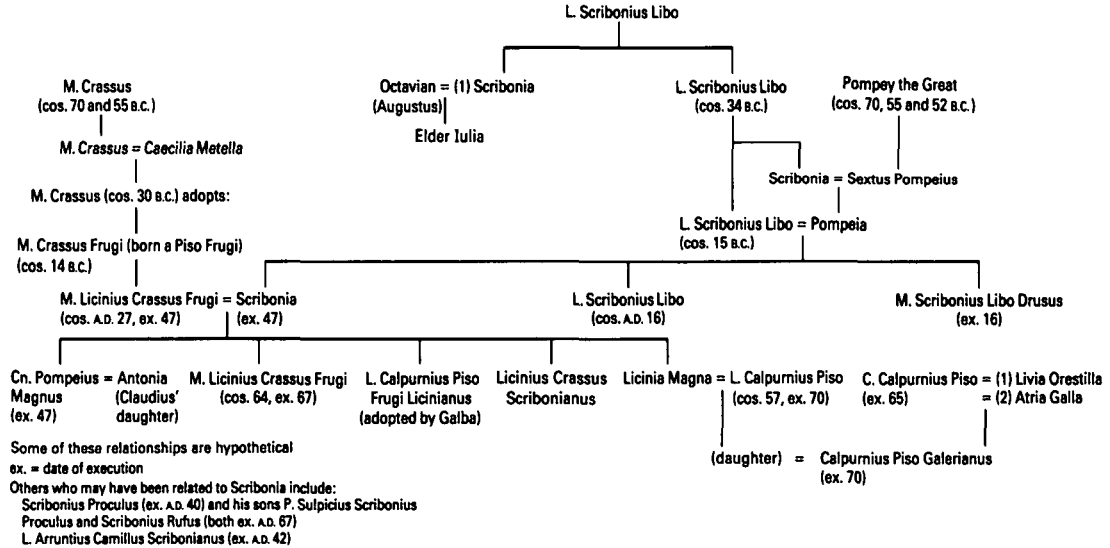 L. Scribonius Libo
M. Crassus
(cos. 70 and 55 B.C.)
Octavian = (1) Scribonia
(Augustus)
Elder Iulia
L. Scribonius Libo
(cos. 34 B.C.)
Pompey the Great
(cos. 70, 55 and 52 B.C.)
M. Crassus = Caecilia Metella
Scribonia = Sextus Pompeius
M. Crassus (cos. 30 B.C.) adopts:
L. Scribonius Libo = Pompeia
(cos. 15 B.C.)
M. Crassus Frugi (born a Piso Frugi)
(cos. 14 B.C.)
M. Licinius Crassus Frugi = Scribonia
(cos. A.D. 27, ex. 47)
(ex. 47)
L. Scribonius Libo
(cos. A.D. 16)
M. Scribonius Libo Drusus
(ex. 16)
Cn. Pompeius = Antonia
Magnus
(Claudius'
(ex. 47)
daughter)
M. Licinius Crassus Frugi
(cos. 64, ex. 67)
L. Calpurnius Piso
Frugi Licinianus
(adopted by Galba)
Licinius Crassus
Scribonianus
Licinia Magna = L. Calpurnius Piso
(cos. 57, ex. 70)
C. Calpurnius Piso = (1) Livia Orestilla
(ex. 65)
= (2) Atria Galla
(daughter) = Calpurnius Piso Galerianus
(ex. 70)
Some of these relationships are hypothetical
ex. = date of execution
Others who may have been related to Scribonia include:
Scribonius Proculus (ex. A.D. 40) and his sons P. Sulpicius Scribonius
Proculus and Scribonius Rufus (both ex. A.D. 67)
L. Arruntius Camillus Scribonianus (ex. A.D. 42)